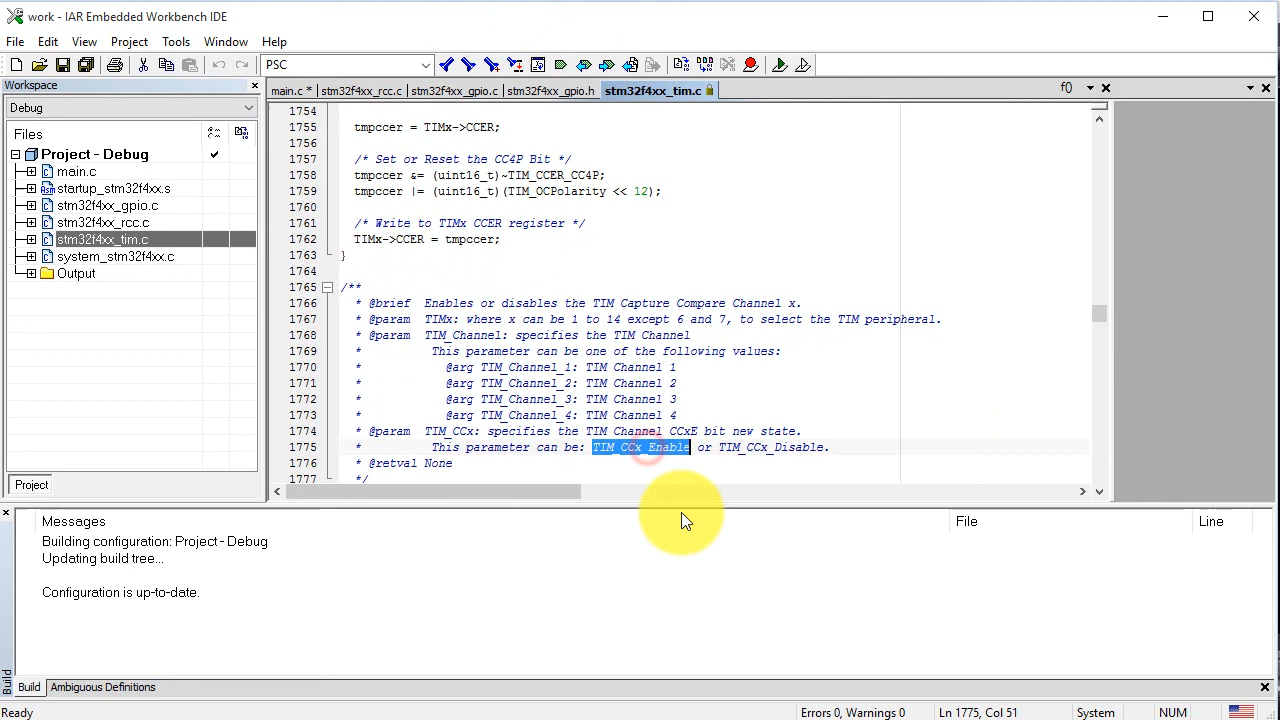 work - IAR Embedded Workbench IDE
File Edit View Project Tools Window Help
PSC
Workspace
main.c * stm32f4xx_rcc.c stm32f4xx_gpio.c stm32f4xx_gpio.h stm32f4xx_tim.c f()
Debug
Files
Project - Debug
main.c
startup_stm32f4xx.s
stm32f4xx_gpio.c
stm32f4xx_rcc.c
stm32f4xx_tim.c
system_stm32f4xx.c
Output
Project
1754
1755 tmpccer = TIMx->CCER;
1756
1757 /* Set or Reset the CC4P Bit */
1758 tmpccer &= (uint16_t)~TIM_CCER_CC4P;
1759 tmpccer |= (uint16_t)(TIM_OCPolarity << 12);
1760
1761 /* Write to TIMx CCER register */
1762 TIMx->CCER = tmpccer;
1763 }
1764
1765 /**
1766 * @brief Enables or disables the TIM Capture Compare Channel x.
1767 * @param TIMx: where x can be 1 to 14 except 6 and 7, to select the TIM peripheral.
1768 * @param TIM_Channel: specifies the TIM Channel
1769 * This parameter can be one of the following values:
1770 * @arg TIM_Channel_1: TIM Channel 1
1771 * @arg TIM_Channel_2: TIM Channel 2
1772 * @arg TIM_Channel_3: TIM Channel 3
1773 * @arg TIM_Channel_4: TIM Channel 4
1774 * @param TIM_CCx: specifies the TIM Channel CCxE bit new state.
1775 * This parameter can be: TIM_CCx_Enable or TIM_CCx_Disable.
1776 * @retval None
1777 */
Messages File Line
Building configuration: Project - Debug
Updating build tree...
Configuration is up-to-date.
Build
Build Ambiguous Definitions
Ready Errors 0, Warnings 0 Ln 1775, Col 51 System NUM